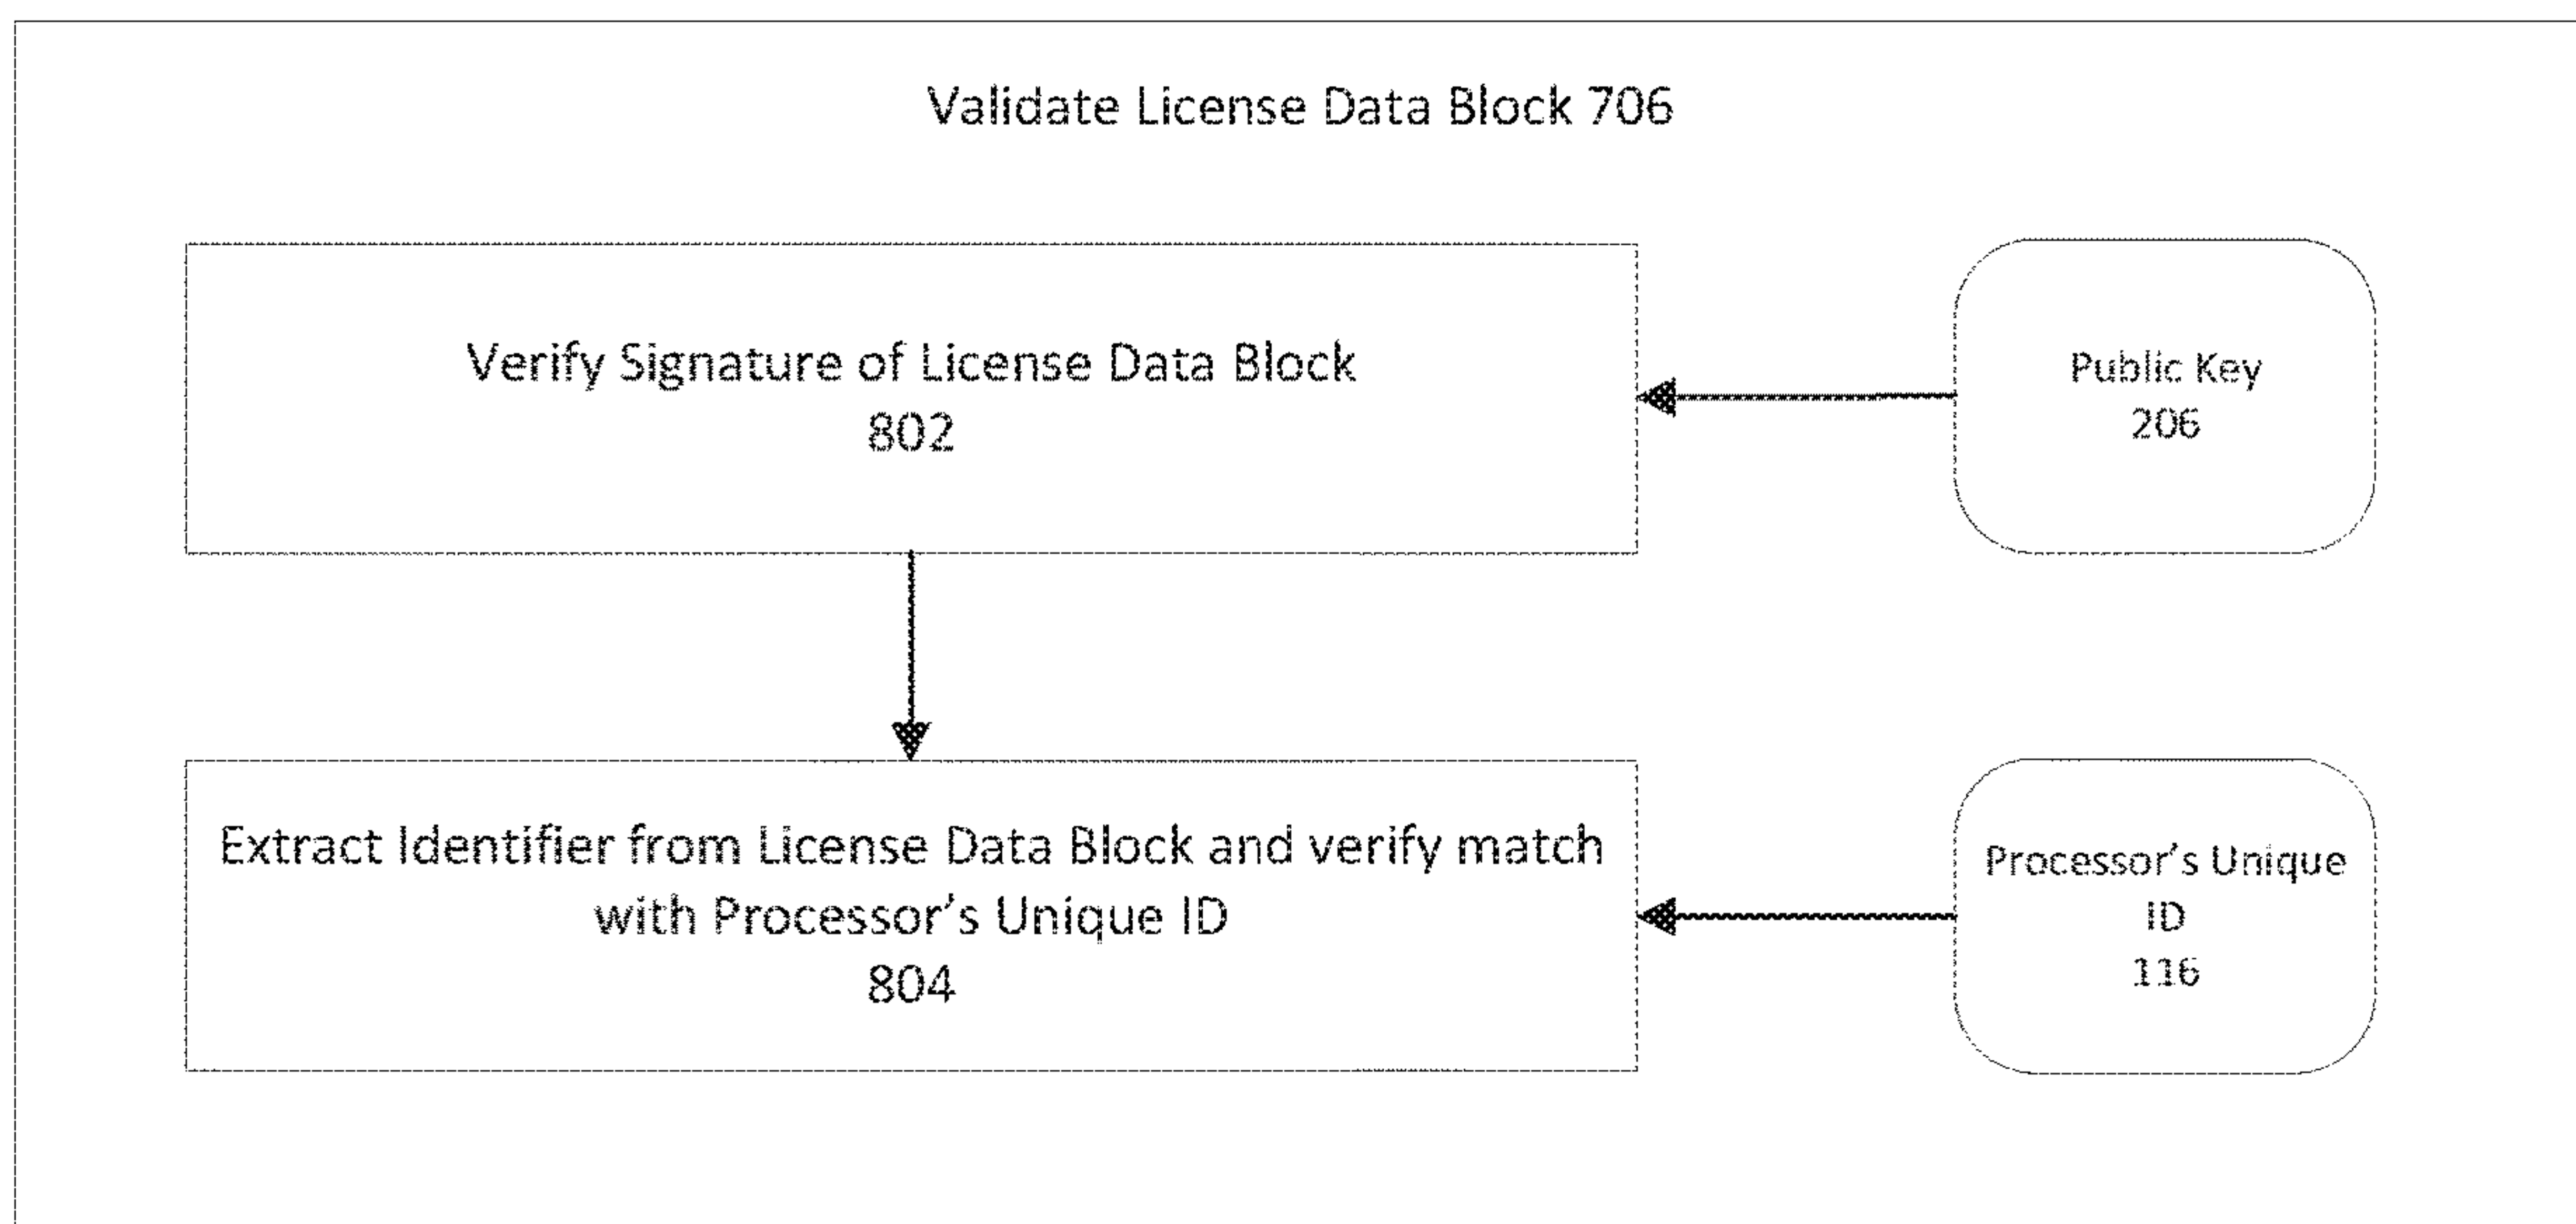 Validate License Data Block 706
Verify Signature of License Data Block
802
Public Key
206
Extract Identifier from License Data Block and verify match
with Processor's Unique ID
804
Processor's Unique
ID
116